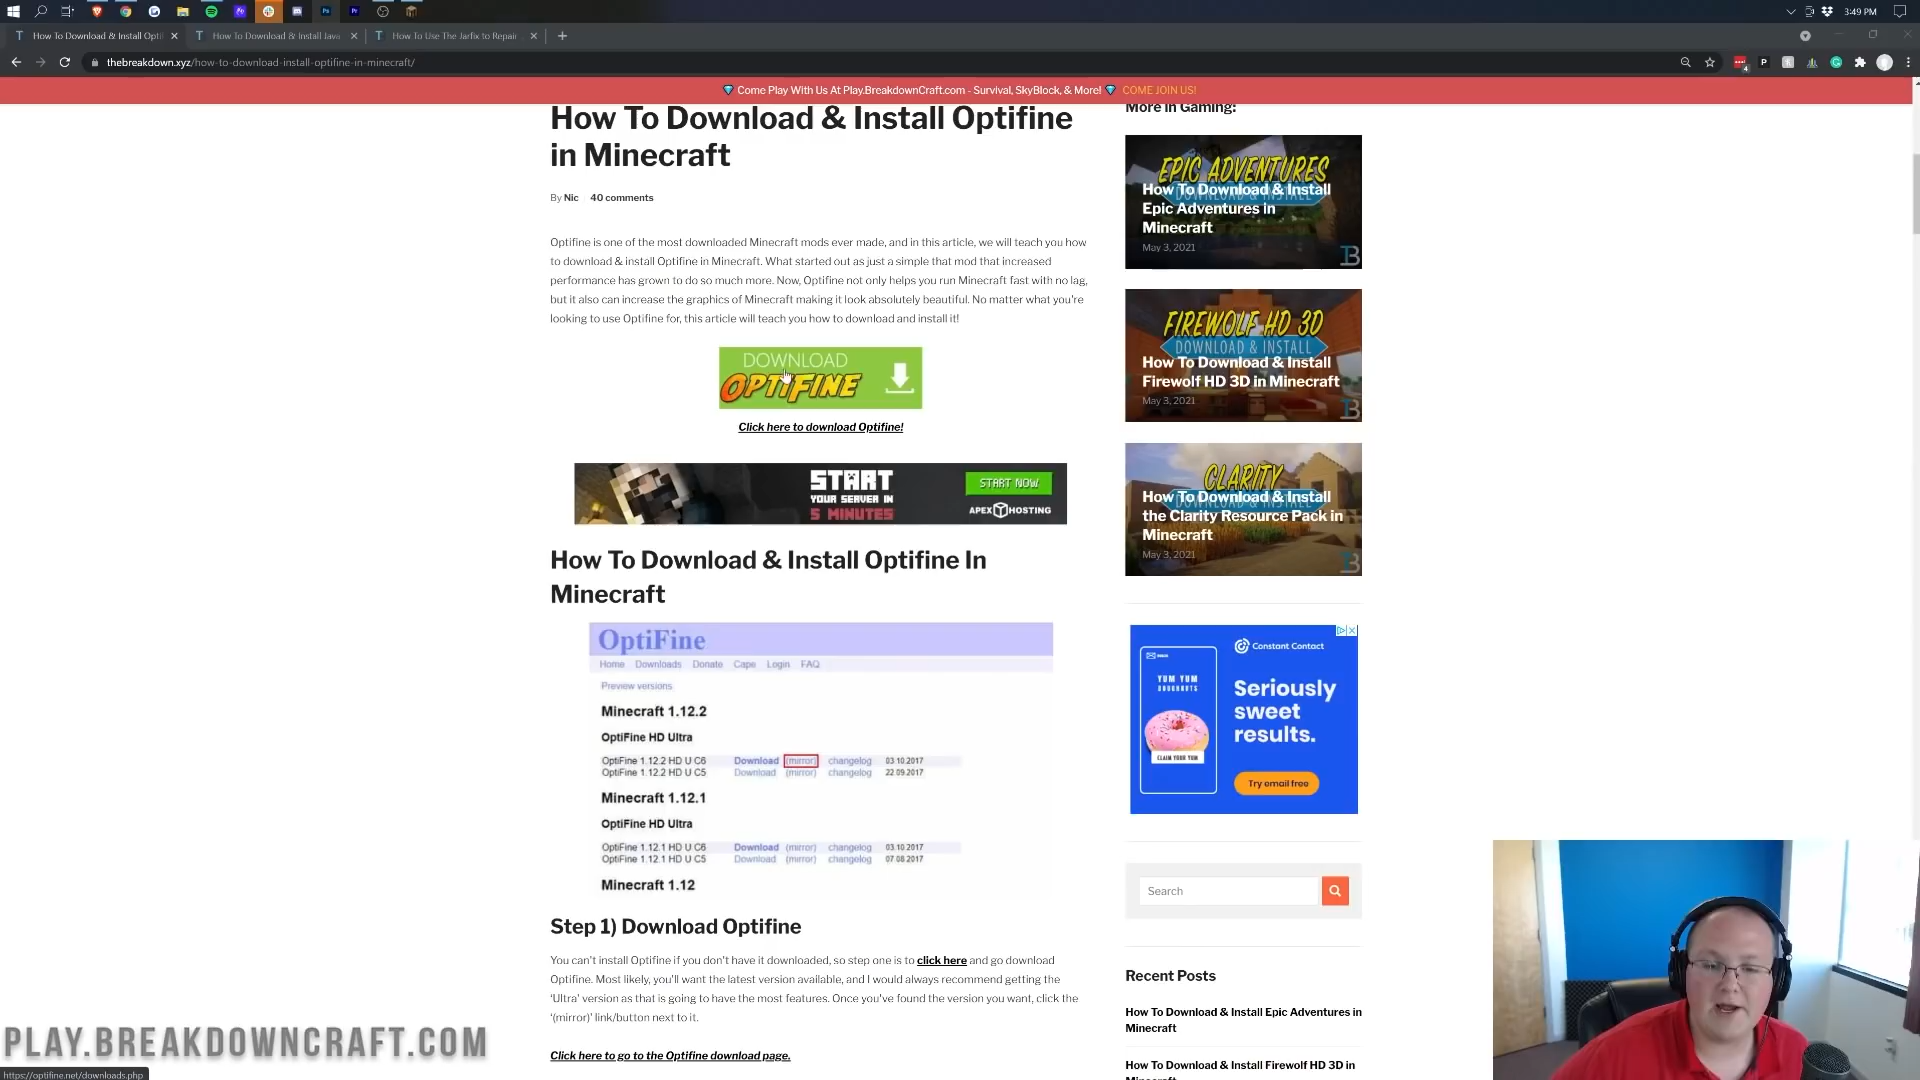 3:49 PM
How To Download & Install Opti
How To Download & Install Java
How To Use The Jarfix to Repair
thebreakdown.xyz/how-to-download-install-optifine-in-minecraft/
Come Play With Us At Play.BreakdownCraft.com - Survival, SkyBlock, & More! COME JOIN US!
How To Download & Install Optifine
in Minecraft
By Nic 40 comments
Optifine is one of the most downloaded Minecraft mods ever made, and in this article, we will teach you how
to download & install Optifine in Minecraft. What started out as just a simple that mod that increased
performance has grown to do so much more. Now, Optifine not only helps you run Minecraft fast with no lag,
but it also can increase the graphics of Minecraft making it look absolutely beautiful. No matter what you're
looking to use Optifine for, this article will teach you how to download and install it!
DOWNLOAD
OPTIFINE
Click here to download Optifine!
START
YOUR SERVER IN
5 MINUTES
START NOW
APEX HOSTING
How To Download & Install Optifine In
Minecraft
OptiFine
Home Downloads Donate Cape Login FAQ
Preview versions
Minecraft 1.12.2
OptiFine HD Ultra
OptiFine 1.12.2 HD U C6 Download (mirror) changelog 03.10.2017
OptiFine 1.12.2 HD U C5 Download (mirror) changelog 22.09.2017
Minecraft 1.12.1
OptiFine HD Ultra
OptiFine 1.12.1 HD U C6 Download (mirror) changelog 03.10.2017
OptiFine 1.12.1 HD U C5 Download (mirror) changelog 07.08.2017
Minecraft 1.12
Step 1) Download Optifine
You can't install Optifine if you don't have it downloaded, so step one is to click here and go download
Optifine. Most likely, you'll want the latest version available, and I would always recommend getting the
'Ultra' version as that is going to have the most features. Once you've found the version you want, click the
'(mirror)' link/button next to it.
Click here to go to the Optifine download page.
More in Gaming:
EPIC ADVENTURES
DOWNLOAD & INSTALL
How To Download & Install
Epic Adventures in
Minecraft
May 3, 2021
FIREWOLF HD 3D
DOWNLOAD & INSTALL
How To Download & Install
Firewolf HD 3D in Minecraft
May 3, 2021
CLARITY
DOWNLOAD & INSTALL
How To Download & Install
the Clarity Resource Pack in
Minecraft
May 3, 2021
Constant Contact
YUM YUM
DOUGHNUTS
CLAIM YOUR YUM
Seriously
sweet
results.
Try email free
Search
Recent Posts
How To Download & Install Epic Adventures in
Minecraft
How To Download & Install Firewolf HD 3D in
Minecraft
PLAY.BREAKDOWNCRAFT.COM
https://optifine.net/downloads.php